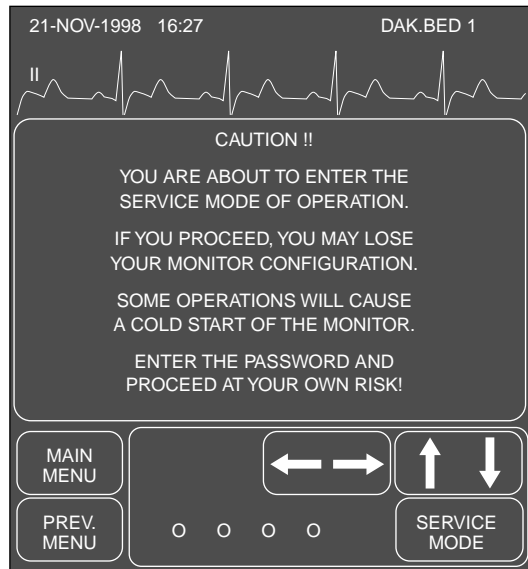 21-NOV-1998 16:27 DAK.BED 1
II
CAUTION !!
YOU ARE ABOUT TO ENTER THE
SERVICE MODE OF OPERATION.
IF YOU PROCEED, YOU MAY LOSE
YOUR MONITOR CONFIGURATION.
SOME OPERATIONS WILL CAUSE
A COLD START OF THE MONITOR.
ENTER THE PASSWORD AND
PROCEED AT YOUR OWN RISK!
MAIN
MENU
PREV.
MENU
O O O O
SERVICE
MODE